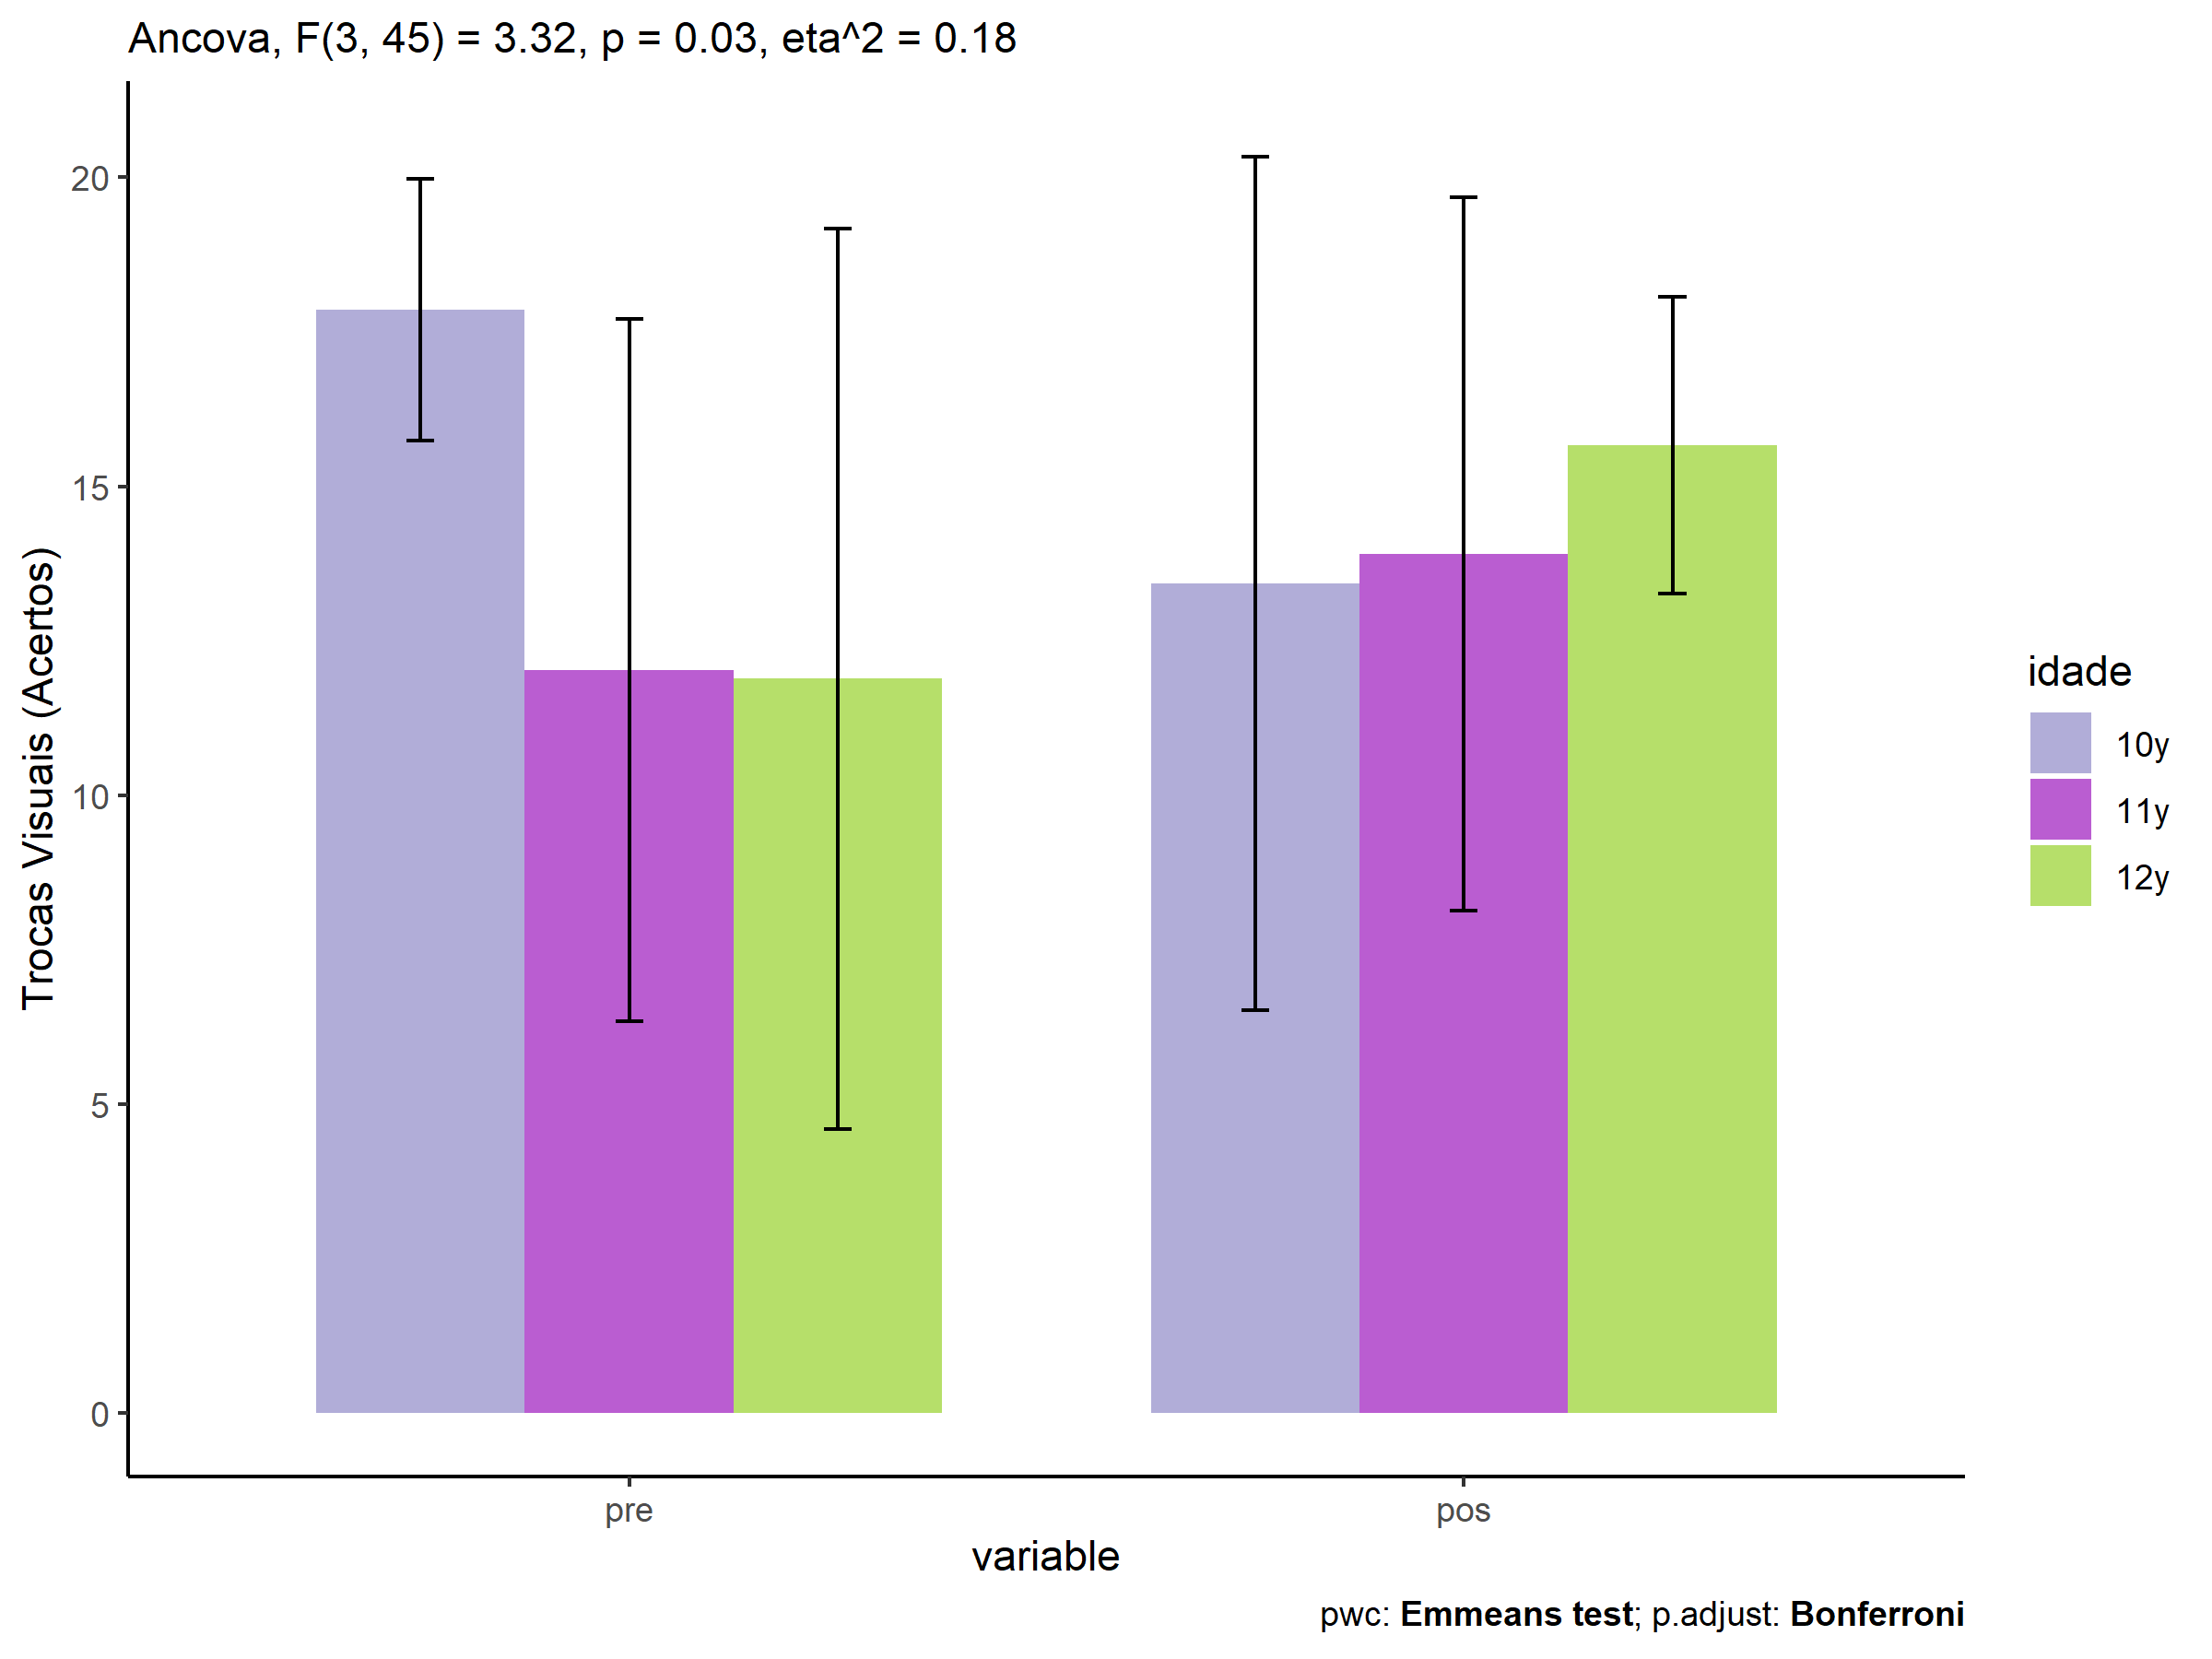 Ancova, F(3, 45) = 3.32, p = 0.03, eta^2 = 0.18
Trocas Visuais (Acertos)
20
15
10
5
0
pre
pos
variable
idade
10y
11y
12y
pwc: Emmeans test; p.adjust: Bonferroni